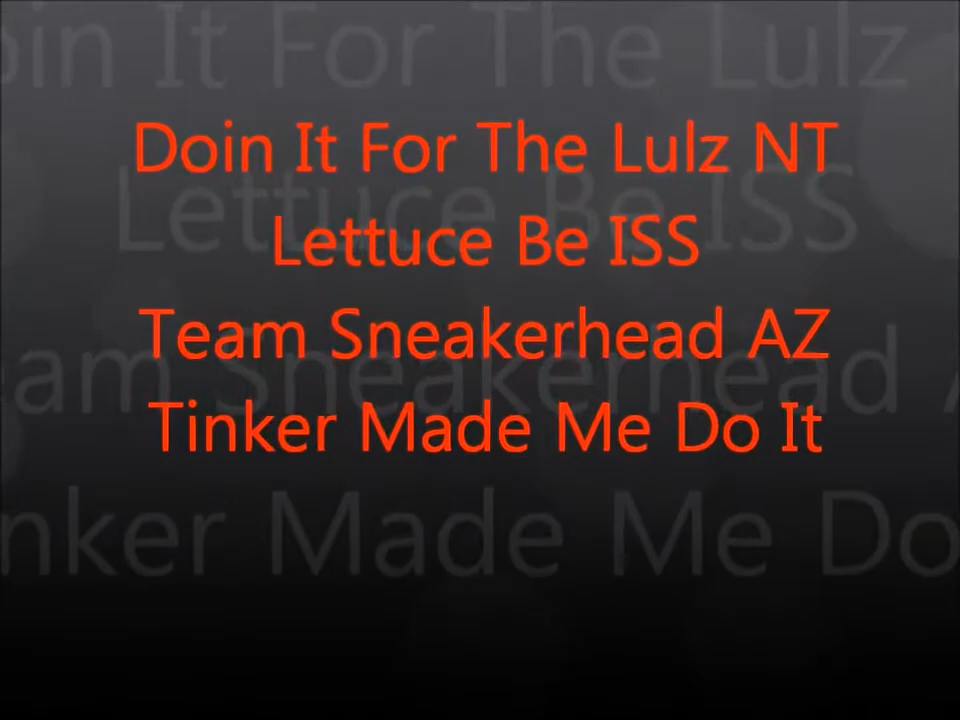 Doin It For The Lulz NT
Lettuce Be ISS
Team Sneakerhead AZ
Tinker Made Me Do It